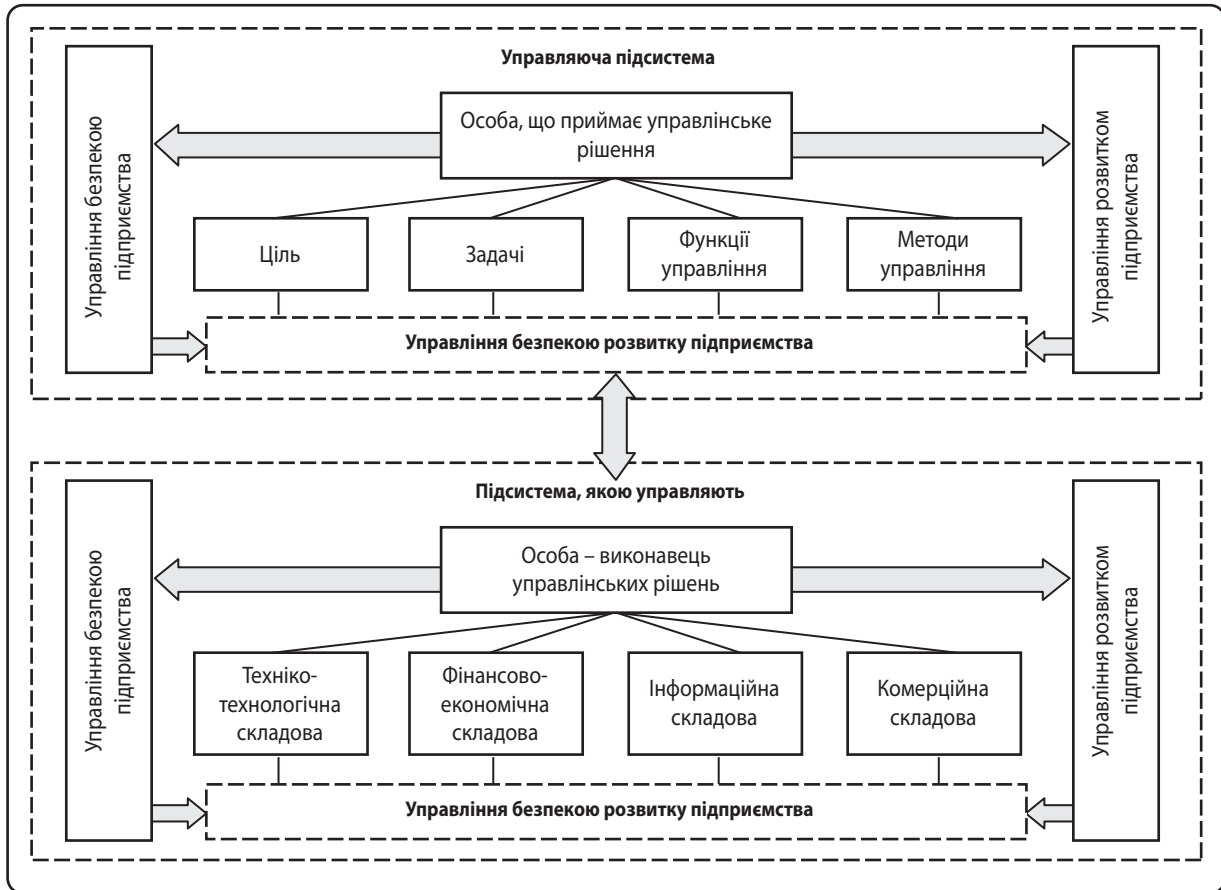 Управляюча підсистема
Управління безпекою
підприємства
Особа, що приймає управлінське
рішення
Управління розвитком
підприємства
Ціль
Задачі
Функції
управління
Методи
управління
Управління безпекою розвитку підприємства
Підсистема, якою управляють
Управління безпекою
підприємства
Особа – виконавець
управлінських рішень
Управління розвитком
підприємства
Техніко-
технологічна
складова
Фінансово-
економічна
складова
Інформаційна
складова
Комерційна
складова
Управління безпекою розвитку підприємства